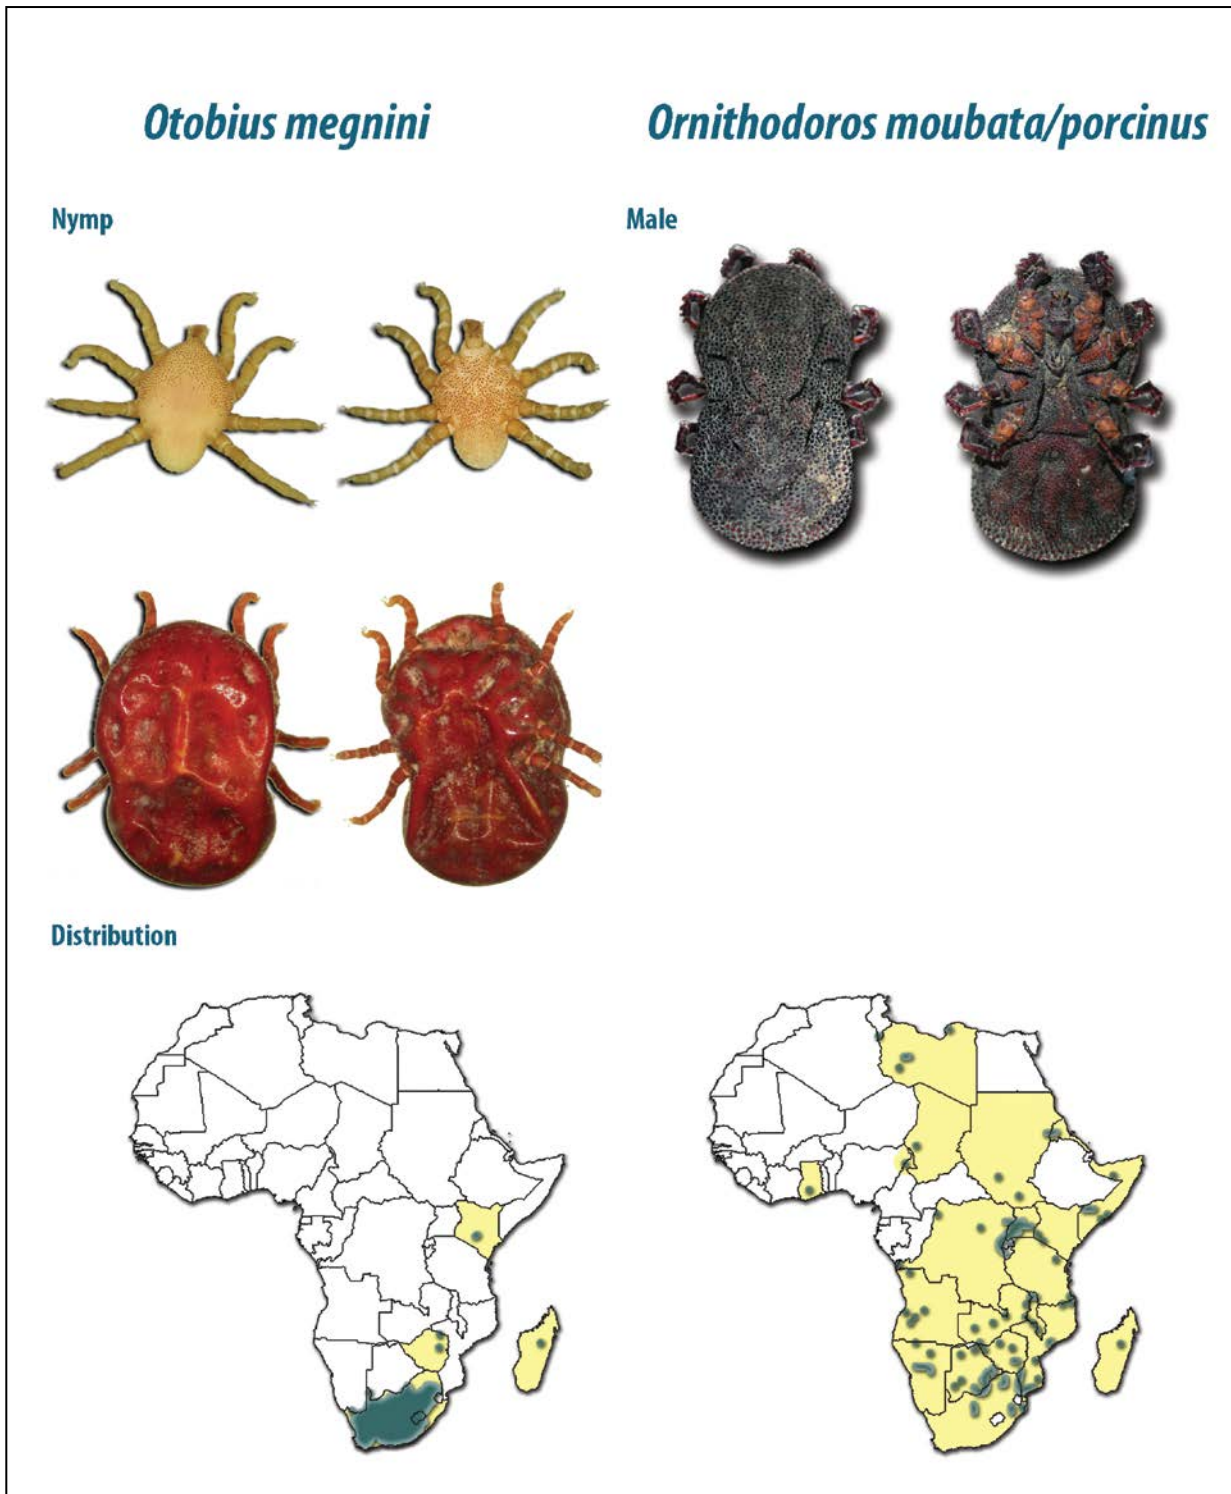 Otobius megnini
Ornithodoros moubata/porcinus
Nymp
Male
Distribution